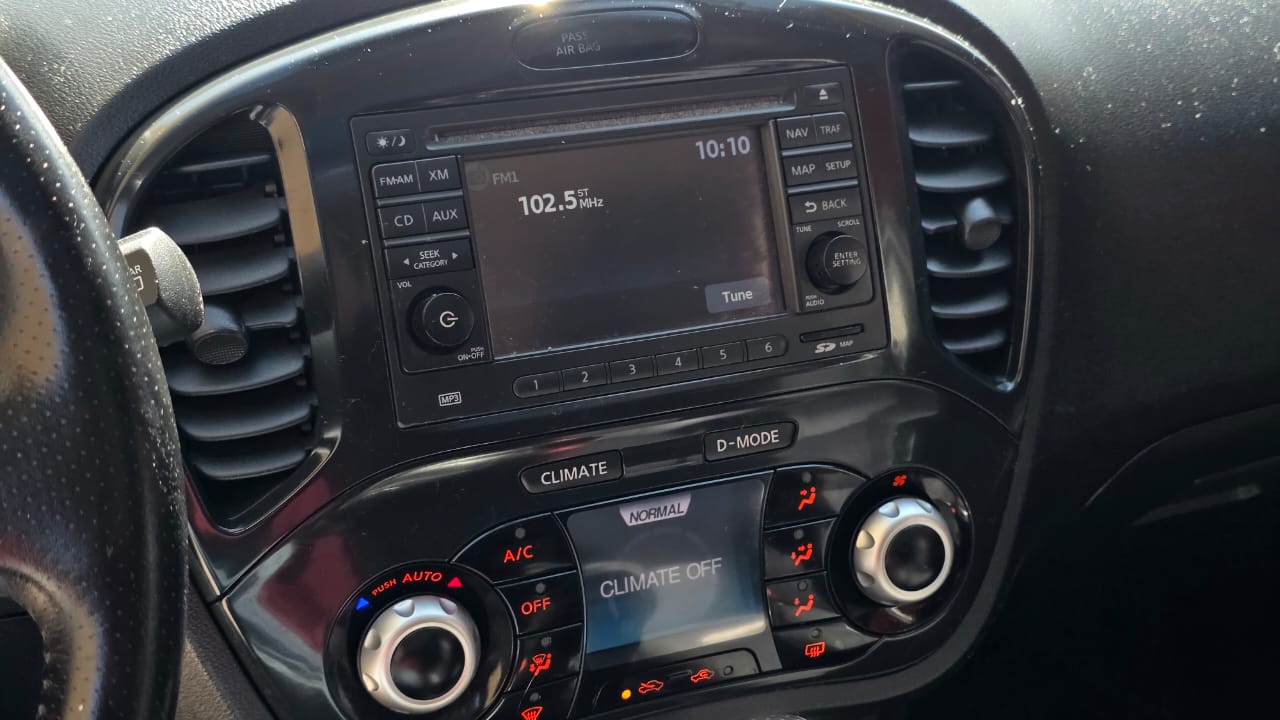 PASS
AIR BAG
FM•AM
XM
CD
AUX
SEEK
CATEGORY
VOL
PUSH
ON•OFF
MP3
FM1
10:10
102.5 ST
MHz
Tune
1 2 3 4 5 6
NAV
TRAF
MAP
SETUP
BACK
TUNE
SCROLL
ENTER
SETTING
PUSH
AUDIO
SD MAP
CLIMATE
D-MODE
NORMAL
CLIMATE OFF
A/C
OFF
PUSH AUTO